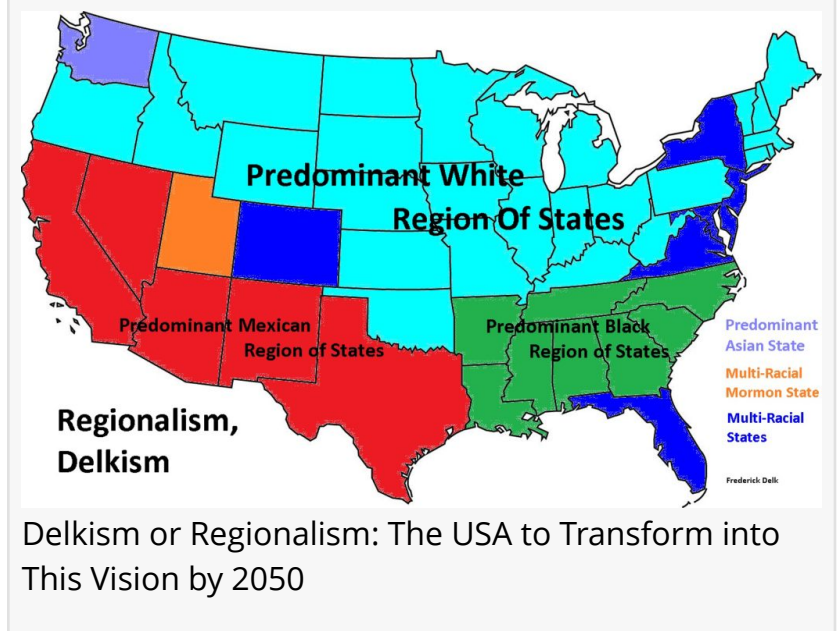 Predominant White
Region Of States
Predominant Mexican
Region of States
Predominant Black
Region of States
Predominant
Asian State
Multi-Racial
Mormon State
Multi-Racial
States
Regionalism,
Delkism
Frederick Delk
Delkism or Regionalism: The USA to Transform into
This Vision by 2050